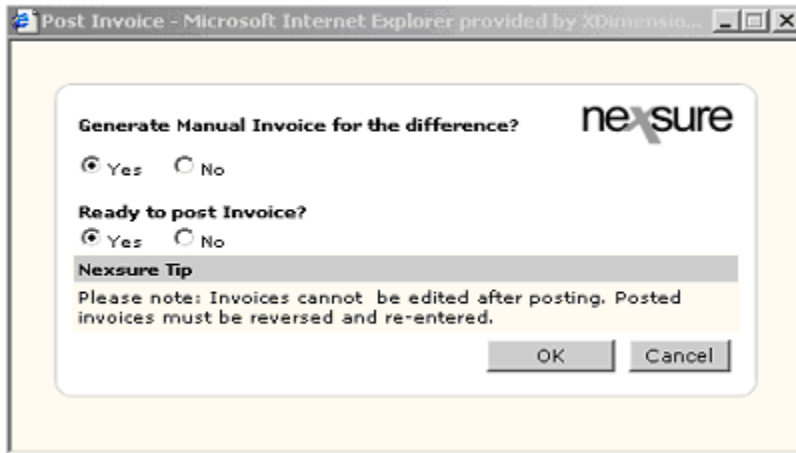 Post Invoice - Microsoft Internet Explorer provided by XDimensio...
nexsure
Generate Manual Invoice for the difference?
Yes No
Ready to post Invoice?
Yes No
Nexsure Tip
Please note: Invoices cannot be edited after posting. Posted
invoices must be reversed and re-entered.
OK Cancel